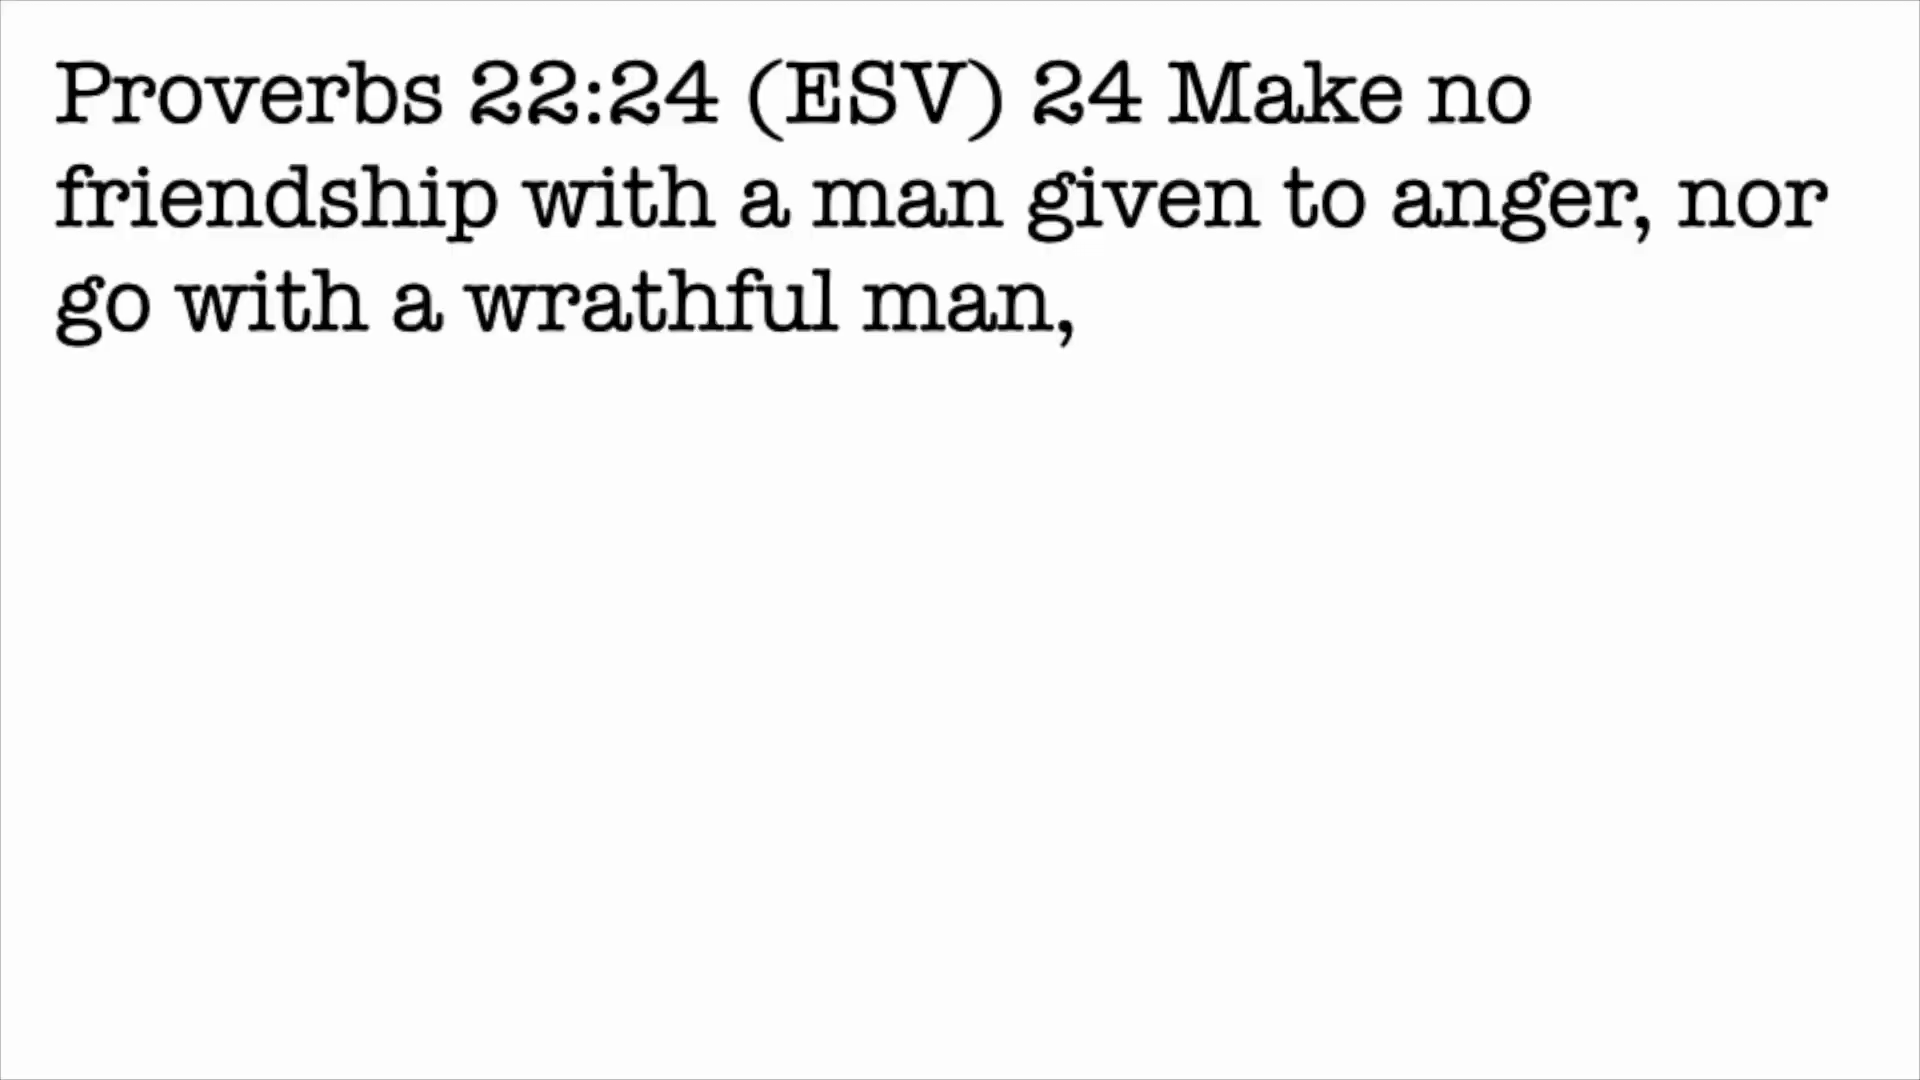 Proverbs 22:24 (ESV) 24 Make no
friendship with a man given to anger, nor
go with a wrathful man,